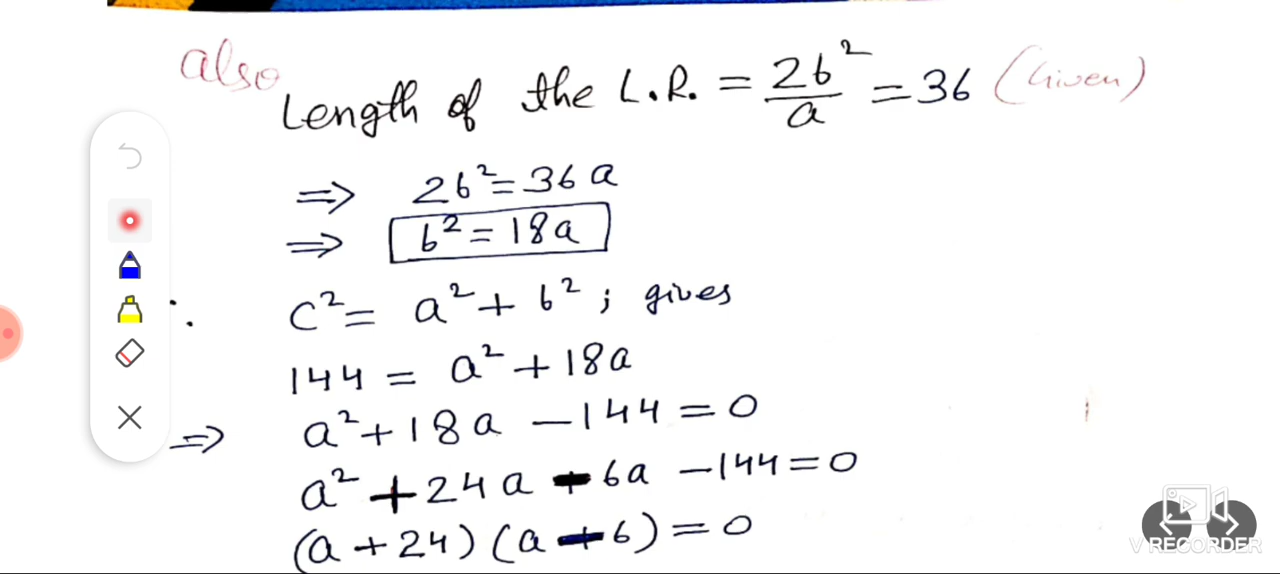 also
Length of the L.R. = 2b²/a = 36 (Given)
⇒ 2b² = 36a
⇒ b² = 18a
∴ c² = a² + b² ; gives
144 = a² + 18a
⇒ a² + 18a − 144 = 0
a² + 24a − 6a − 144 = 0
(a + 24) (a − 6) = 0
V RECORDER